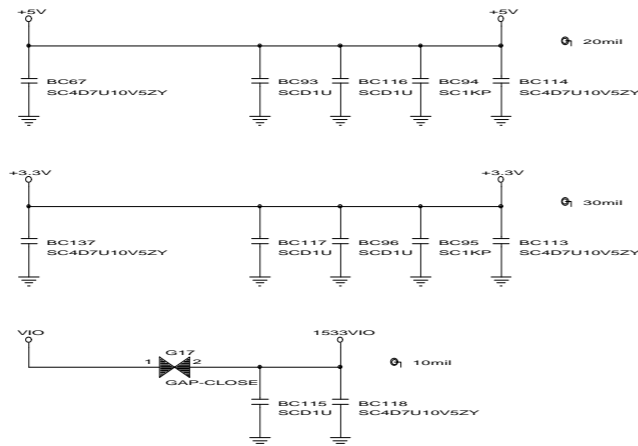 +5V +5V
20mil
BC67 BC93 BC116 BC94 BC114
SC4D7U10V5ZY SCD1U SCD1U SC1KP SC4D7U10V5ZY
+3.3V +3.3V
30mil
BC137 BC117 BC96 BC95 BC113
SC4D7U10V5ZY SCD1U SCD1U SC1KP SC4D7U10V5ZY
VIO 1533VIO
G17
1 2 10mil
GAP-CLOSE
BC115 BC118
SCD1U SC4D7U10V5ZY